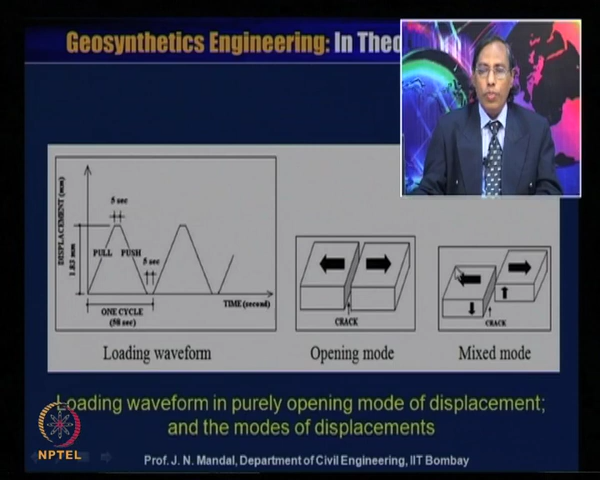 Geosynthetics Engineering: In Theo
DISPLACEMENT (mm)
1.83 mm
5 sec
PULL PUSH
5 sec
ONE CYCLE
(58 sec)
TIME (second)
Loading waveform
CRACK
Opening mode
CRACK
Mixed mode
Loading waveform in purely opening mode of displacement;
and the modes of displacements
NPTEL
Prof. J. N. Mandal, Department of Civil Engineering, IIT Bombay